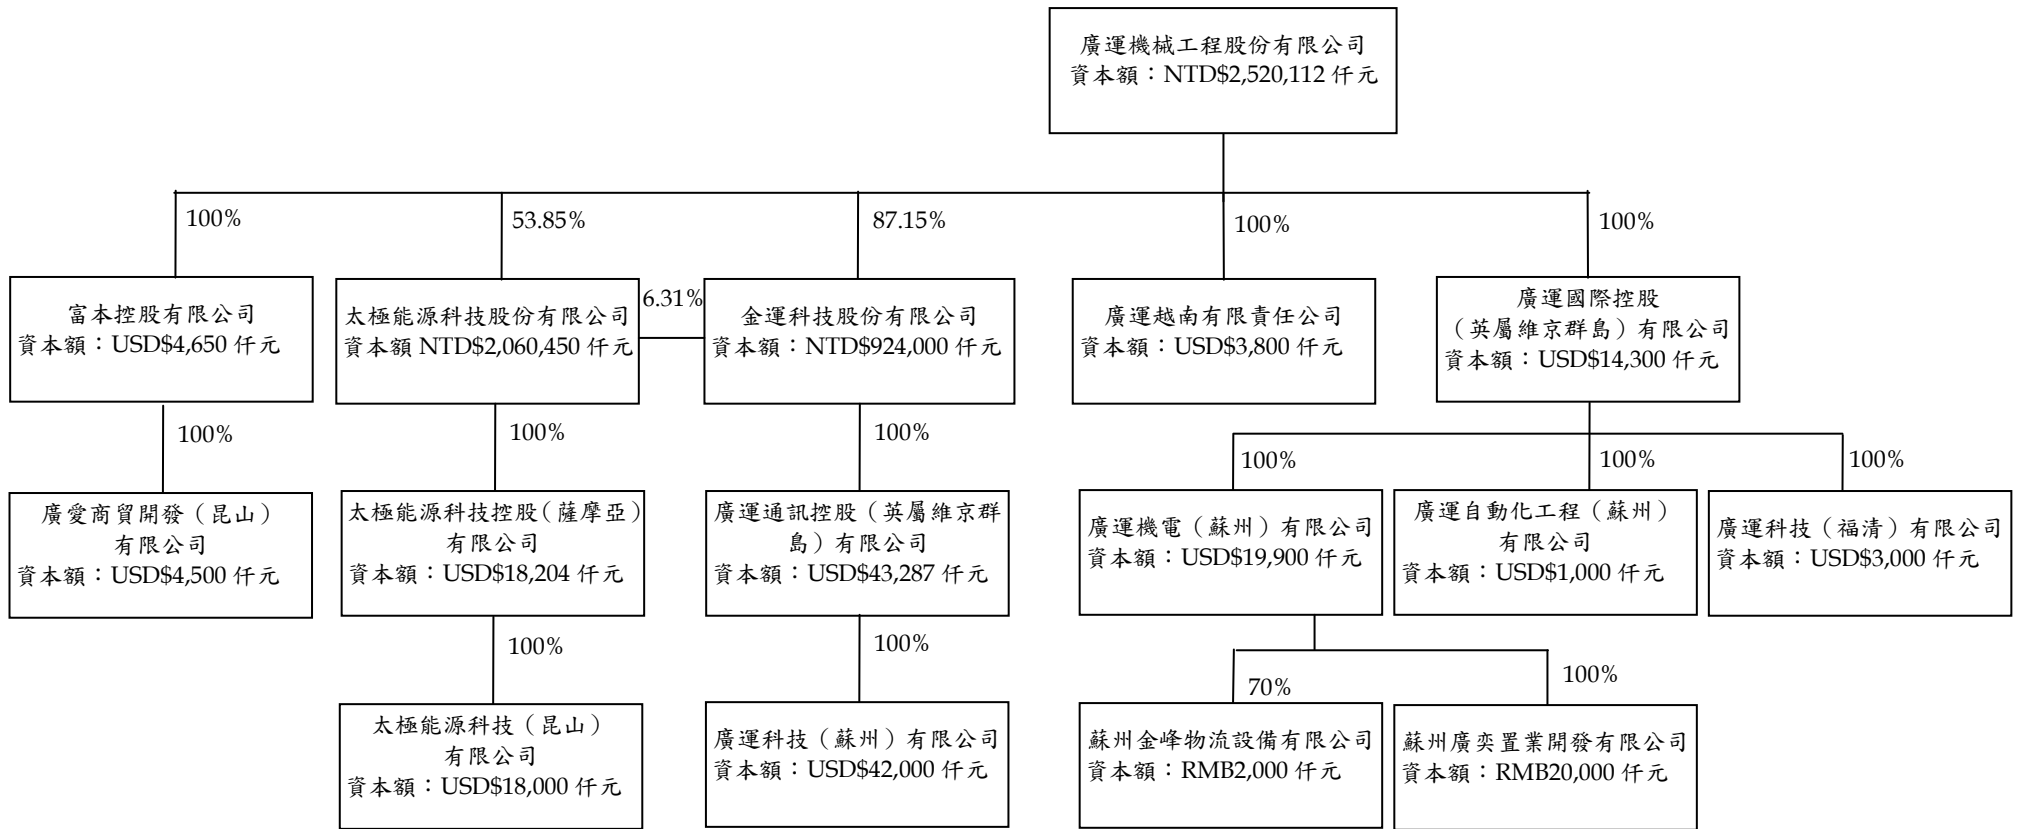 廣運機械工程股份有限公司
資本額：NTD$2,520,112 仟元
100%
53.85%
87.15%
100%
100%
富本控股有限公司
資本額：USD$4,650 仟元
太極能源科技股份有限公司
資本額 NTD$2,060,450 仟元
6.31%
金運科技股份有限公司
資本額：NTD$924,000 仟元
廣運越南有限責任公司
資本額：USD$3,800 仟元
廣運國際控股
（英屬維京群島）有限公司
資本額：USD$14,300 仟元
100%
100%
100%
100%
100%
100%
廣愛商貿開發（昆山）
有限公司
資本額：USD$4,500 仟元
太極能源科技控股（薩摩亞）
有限公司
資本額：USD$18,204 仟元
廣運通訊控股（英屬維京群
島）有限公司
資本額：USD$43,287 仟元
廣運機電（蘇州）有限公司
資本額：USD$19,900 仟元
廣運自動化工程（蘇州）
有限公司
資本額：USD$1,000 仟元
廣運科技（福清）有限公司
資本額：USD$3,000 仟元
100%
100%
70%
100%
太極能源科技（昆山）
有限公司
資本額：USD$18,000 仟元
廣運科技（蘇州）有限公司
資本額：USD$42,000 仟元
蘇州金峰物流設備有限公司
資本額：RMB2,000 仟元
蘇州廣奕置業開發有限公司
資本額：RMB20,000 仟元